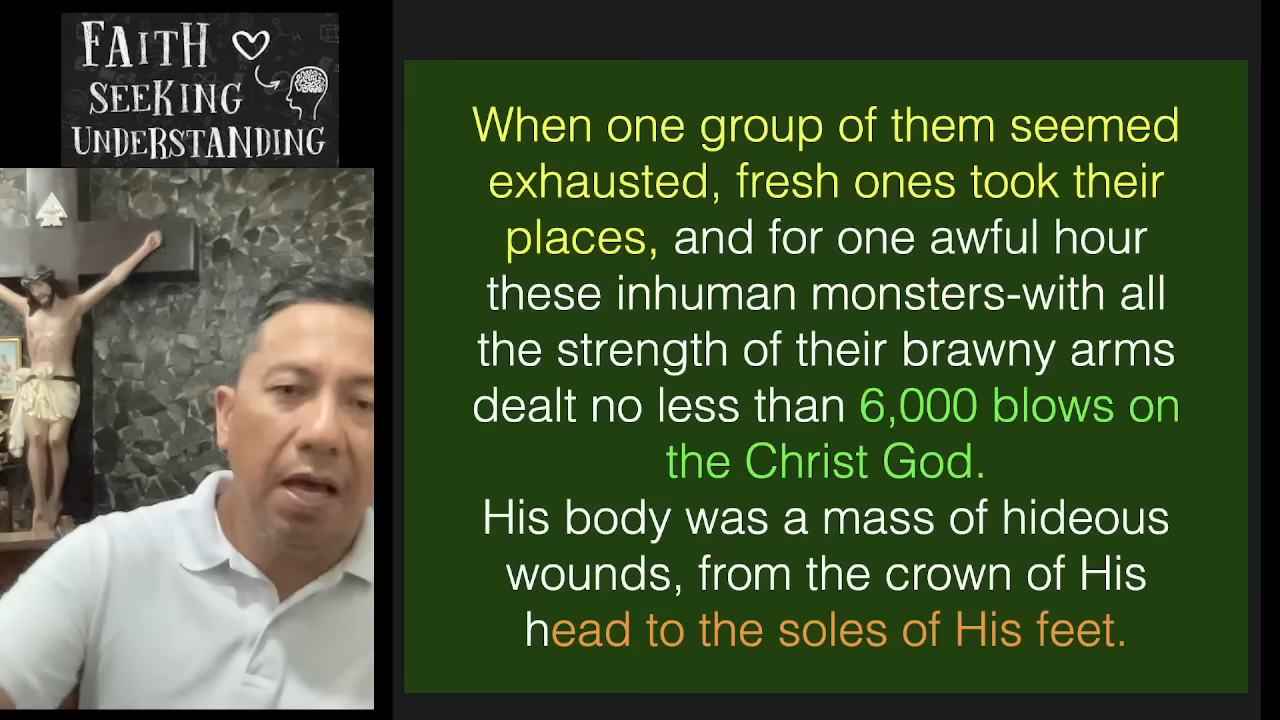 FAITH
SEEKING
UNDERSTANDING
When one group of them seemed
exhausted, fresh ones took their
places, and for one awful hour
these inhuman monsters-with all
the strength of their brawny arms
dealt no less than 6,000 blows on
the Christ God.
His body was a mass of hideous
wounds, from the crown of His
head to the soles of His feet.